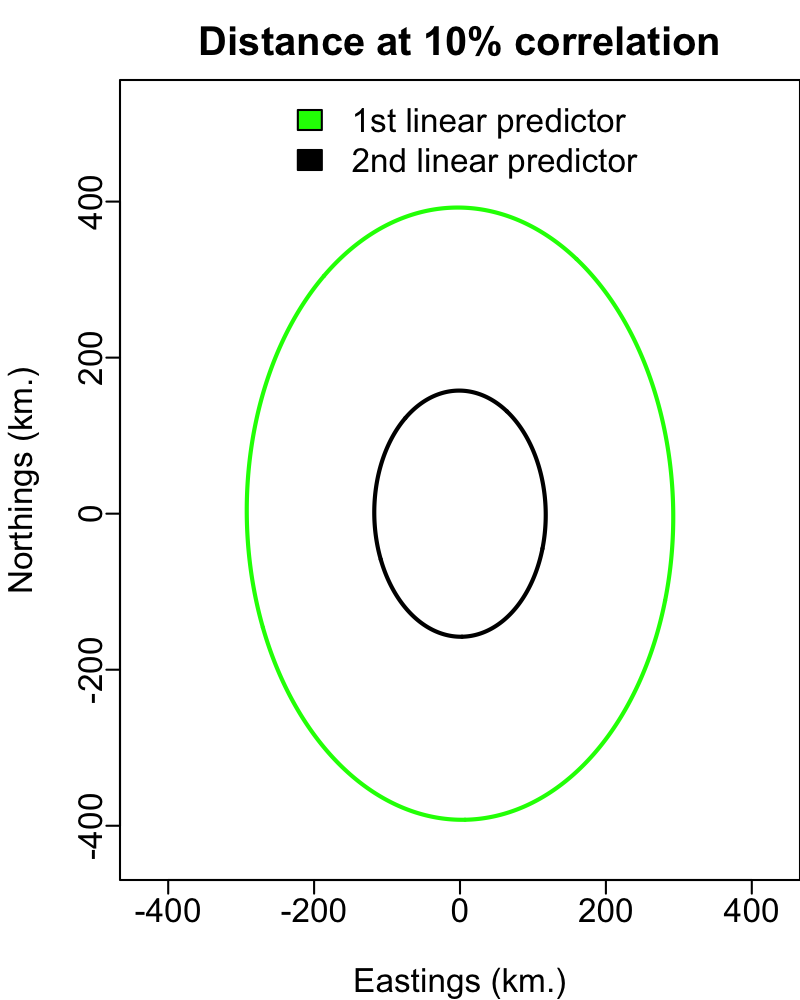 Distance at 10% correlation
1st linear predictor
2nd linear predictor
Northings (km.)
400
200
0
-200
-400
-400 -200 0 200 400
Eastings (km.)